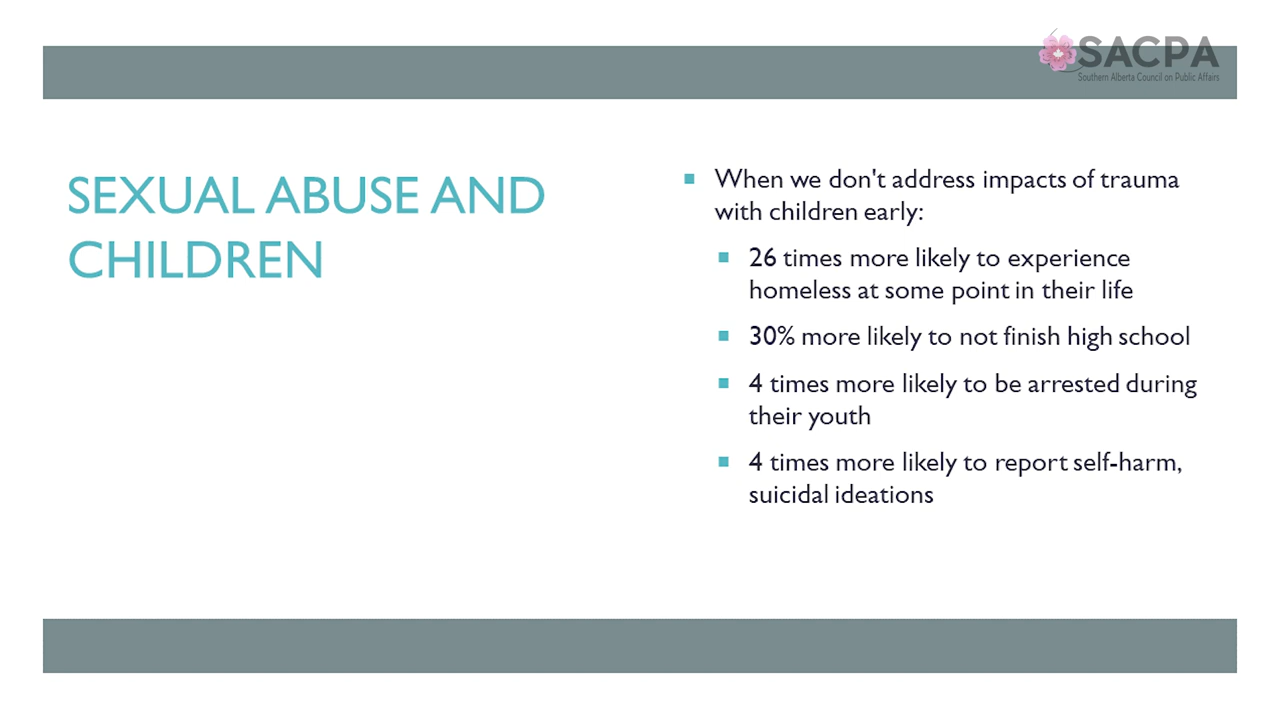 SACPA
Southern Alberta Council on Public Affairs
SEXUAL ABUSE AND
CHILDREN
When we don't address impacts of trauma
with children early:
26 times more likely to experience
homeless at some point in their life
30% more likely to not finish high school
4 times more likely to be arrested during
their youth
4 times more likely to report self-harm,
suicidal ideations